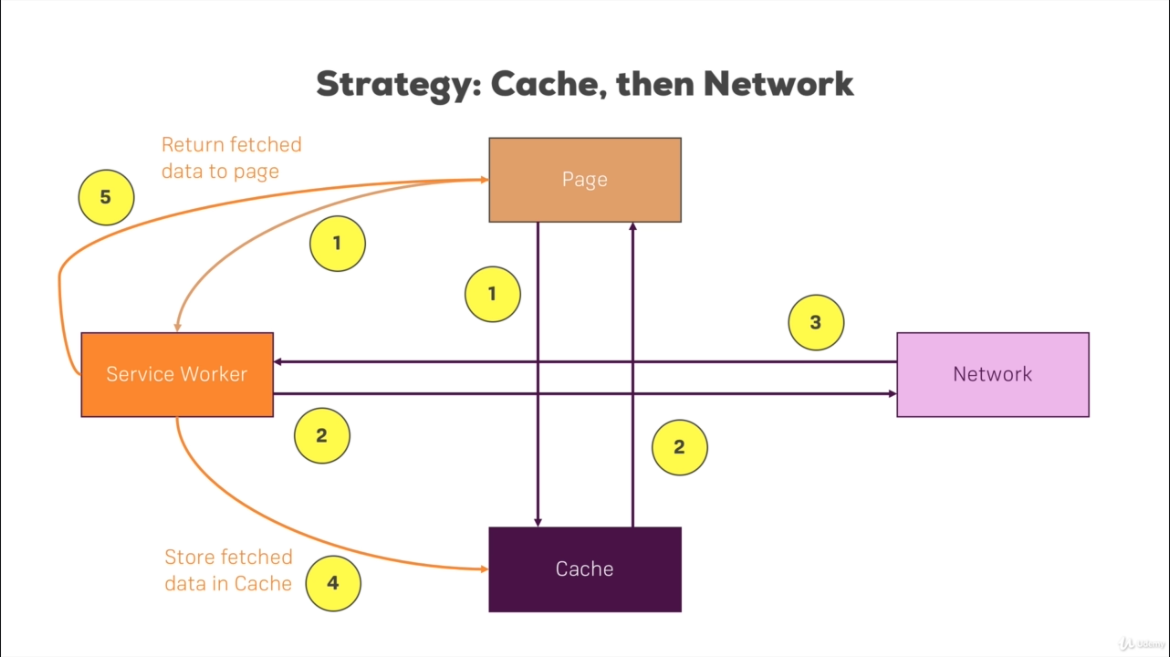 Strategy: Cache, then Network
Return fetched
data to page
Page
5
1
1
3
Service Worker
Network
2
2
Store fetched
data in Cache
4
Cache
Udemy